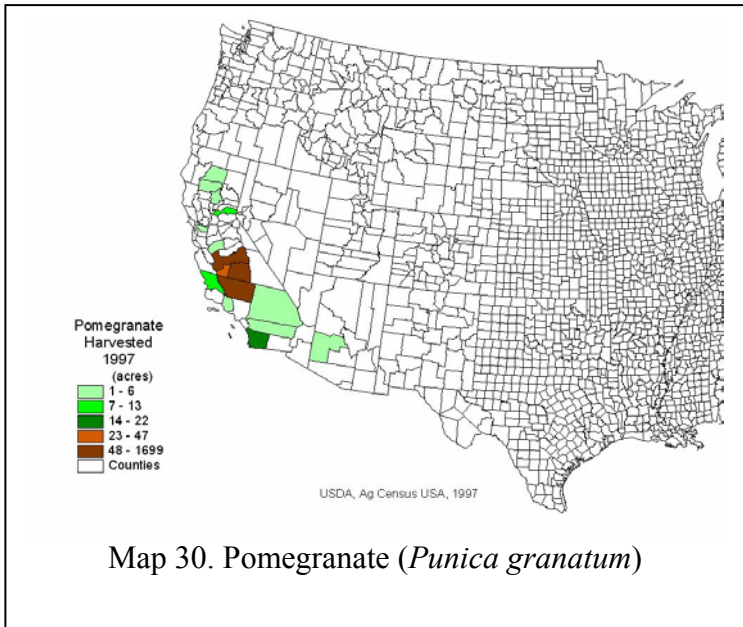 Pomegranate
Harvested
1997
(acres)
1 - 6
7 - 13
14 - 22
23 - 47
48 - 1699
Counties
USDA, Ag Census USA, 1997
Map 30. Pomegranate (Punica granatum)